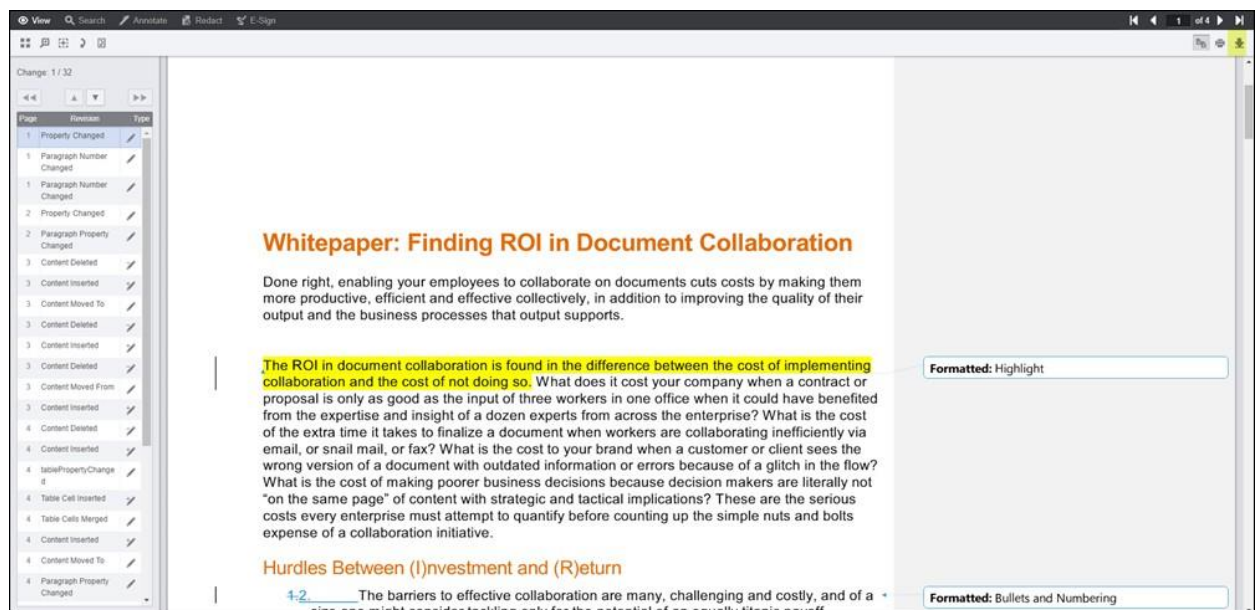 View Search Annotate Redact E-Sign 1 of 4
Change: 1 / 32
Page Revision Type
1 Property Changed
1 Paragraph Number
Changed
1 Paragraph Number
Changed
2 Property Changed
2 Paragraph Property
Changed
3 Content Deleted
3 Content Inserted
3 Content Moved To
3 Content Deleted
3 Content Inserted
3 Content Deleted
3 Content Moved From
3 Content Inserted
4 Content Deleted
4 Content Inserted
4 tablePropertyChange
d
4 Table Cell Inserted
4 Table Cells Merged
4 Content Inserted
4 Content Moved To
4 Paragraph Property
Changed
Whitepaper: Finding ROI in Document Collaboration
Done right, enabling your employees to collaborate on documents cuts costs by making them
more productive, efficient and effective collectively, in addition to improving the quality of their
output and the business processes that output supports.
The ROI in document collaboration is found in the difference between the cost of implementing
collaboration and the cost of not doing so. What does it cost your company when a contract or
proposal is only as good as the input of three workers in one office when it could have benefited
from the expertise and insight of a dozen experts from across the enterprise? What is the cost
of the extra time it takes to finalize a document when workers are collaborating inefficiently via
email, or snail mail, or fax? What is the cost to your brand when a customer or client sees the
wrong version of a document with outdated information or errors because of a glitch in the flow?
What is the cost of making poorer business decisions because decision makers are literally not
“on the same page” of content with strategic and tactical implications? These are the serious
costs every enterprise must attempt to quantify before counting up the simple nuts and bolts
expense of a collaboration initiative.
Hurdles Between (I)nvestment and (R)eturn
1.2. The barriers to effective collaboration are many, challenging and costly, and of a
size one might consider tackling only for the potential of an equally titanic payoff.
Formatted: Highlight
Formatted: Bullets and Numbering